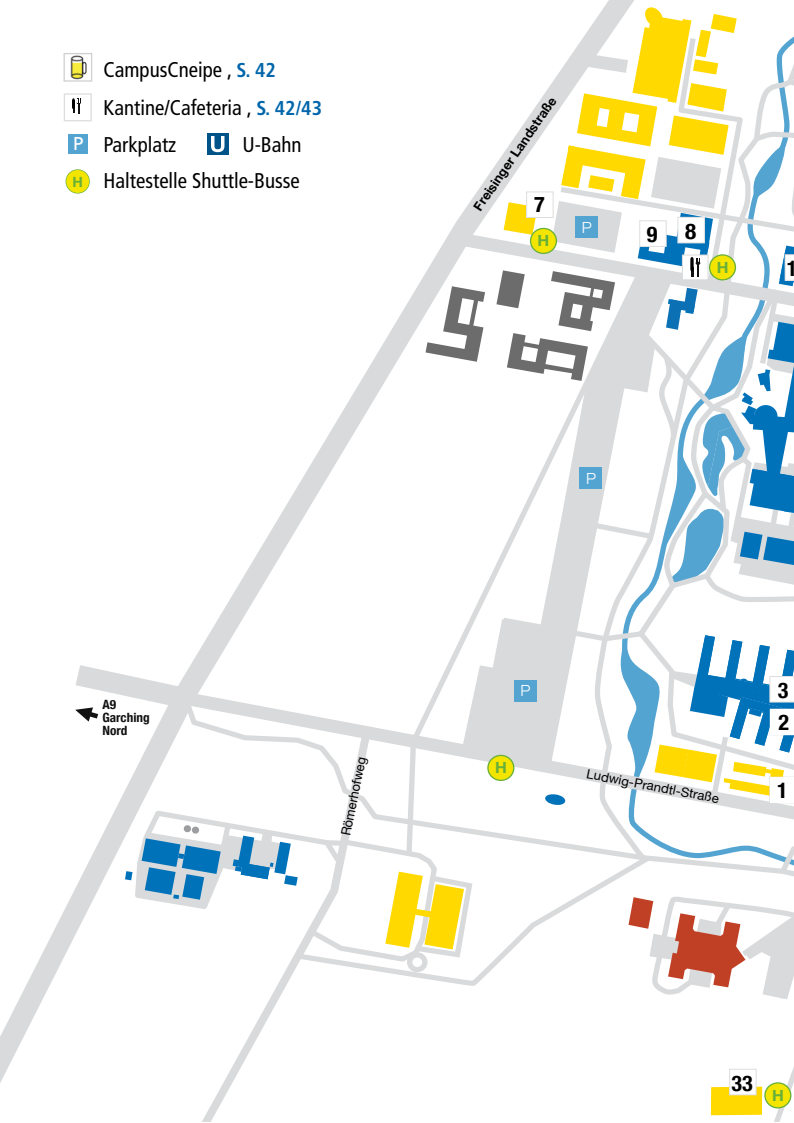 CampusCneipe , S. 42
Kantine/Cafeteria , S. 42/43
P Parkplatz U U-Bahn
H Haltestelle Shuttle-Busse
Freisinger Landstraße
7
P
9
8
H
H
1
P
P
3
2
A9
Garching
Nord
H
Ludwig-Prandtl-Straße
1
Römerhofweg
33
H